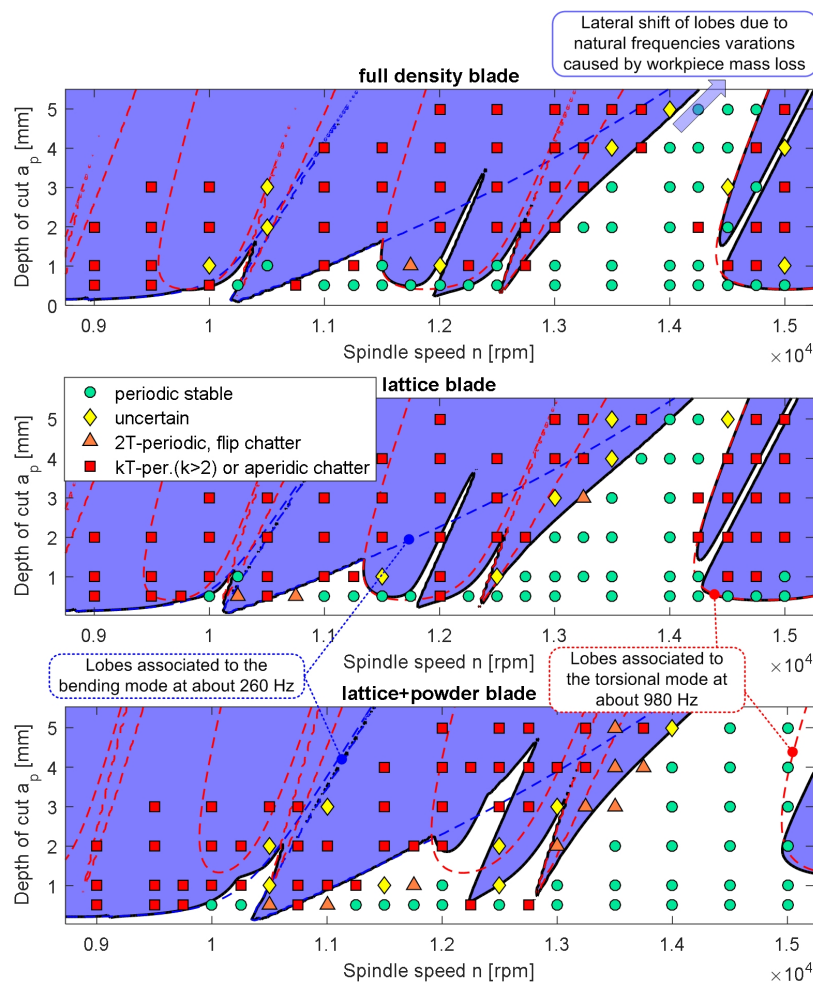 Lateral shift of lobes due to
natural frequencies varations
caused by workpiece mass loss
full density blade
Depth of cut a_p [mm]
5
4
3
2
1
0
0.9
1
1.1
1.2
1.3
1.4
1.5
Spindle speed n [rpm]
×10^4
lattice blade
periodic stable
uncertain
2T-periodic, flip chatter
kT-per.(k>2) or aperidic chatter
Depth of cut a_p [mm]
5
4
3
2
1
0.9
1
1.1
1.2
1.3
1.4
1.5
Spindle speed n [rpm]
×10^4
Lobes associated to the
bending mode at about 260 Hz
Lobes associated to
the torsional mode at
about 980 Hz
lattice+powder blade
Depth of cut a_p [mm]
5
4
3
2
1
0.9
1
1.1
1.2
1.3
1.4
1.5
Spindle speed n [rpm]
×10^4